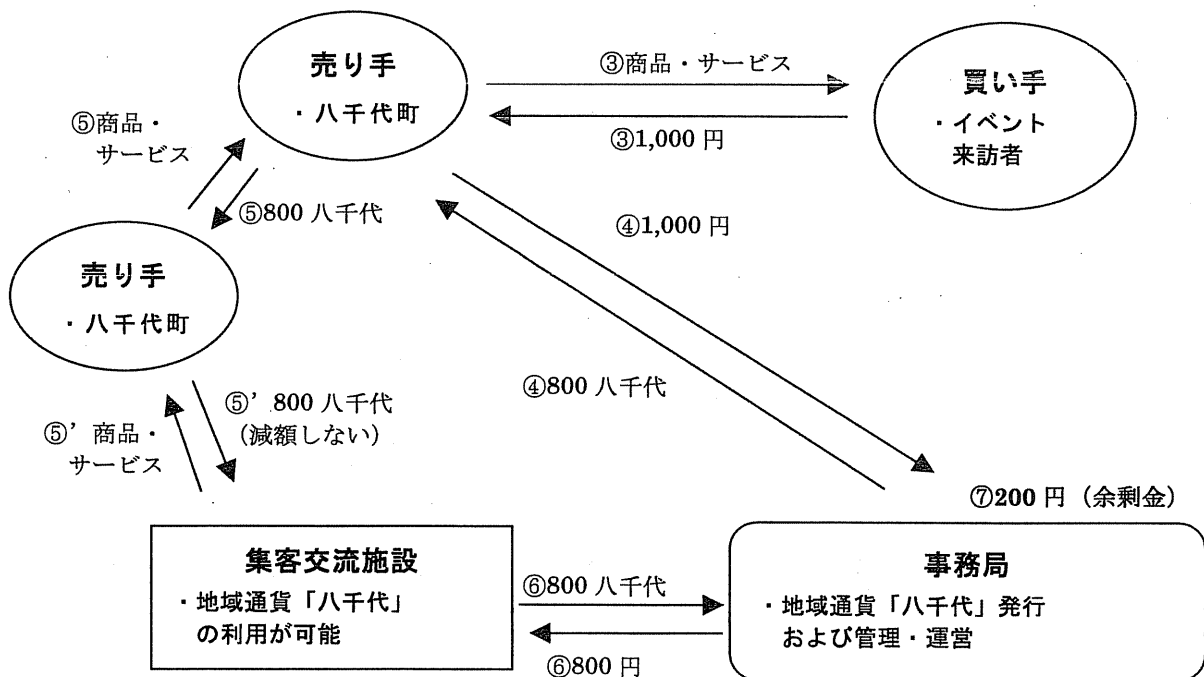 売り手
・八千代町
③商品・サービス
③1,000 円
買い手
・イベント
来訪者
⑤商品・
サービス
⑤800 八千代
④1,000 円
売り手
・八千代町
④800 八千代
⑤’ 800 八千代
（減額しない）
⑤’ 商品・
サービス
⑦200 円（余剰金）
集客交流施設
・地域通貨「八千代」
の利用が可能
⑥800 八千代
⑥800 円
事務局
・地域通貨「八千代」発行
および管理・運営